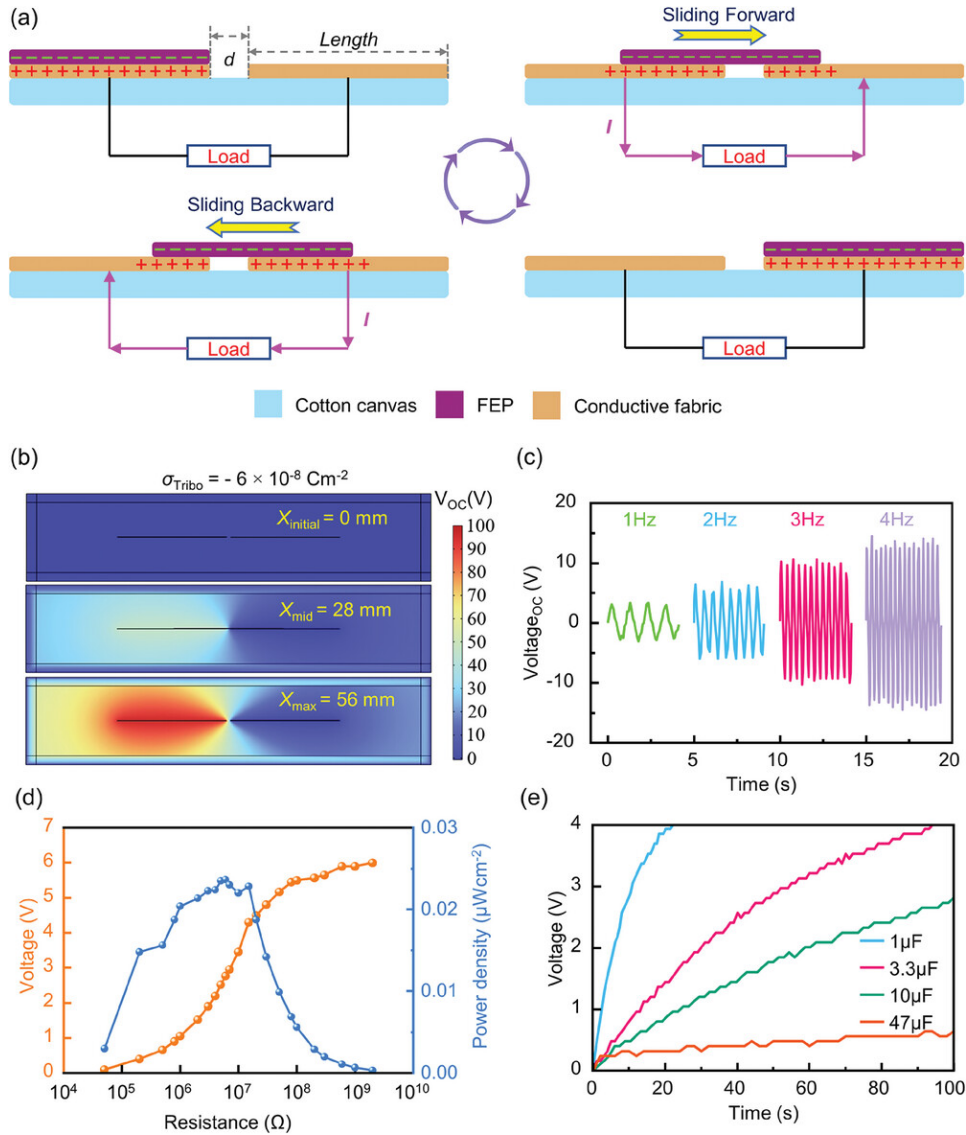 (a)
Sliding Forward
d
Length
I
Load
Load
Sliding Backward
I
Load
Load
Cotton canvas
FEP
Conductive fabric
(b)
σTribo = - 6 × 10⁻⁸ Cm⁻²
VOC(V)
Xinitial = 0 mm
Xmid = 28 mm
Xmax = 56 mm
100
90
80
70
60
50
40
30
20
10
0
(c)
VoltageOC (V)
20
10
0
-10
-20
1Hz
2Hz
3Hz
4Hz
0
5
10
15
20
Time (s)
(d)
Voltage (V)
7
6
5
4
3
2
1
0
0.03
0.02
0.01
0.00
Power density (μWcm⁻²)
10⁴
10⁵
10⁶
10⁷
10⁸
10⁹
10¹⁰
Resistance (Ω)
(e)
Voltage (V)
4
3
2
1
0
1μF
3.3μF
10μF
47μF
0
20
40
60
80
100
Time (s)